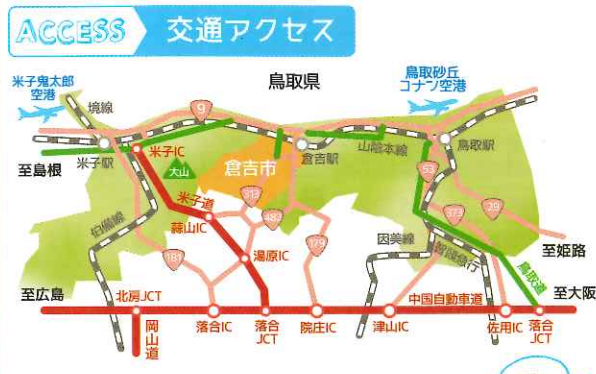 ACCESS 交通アクセス
米子鬼太郎
空港
境線
9
鳥取県
鳥取砂丘
コナン空港
米子駅
米子IC
大山
倉吉市
倉吉駅
山陰本線
鳥取駅
至島根
53
313
482
373
29
米子道
蒜山IC
伯備線
湯原IC
179
因美線
智頭急行
至姫路
181
鳥取道
至広島
北房JCT
中国自動車道
至大阪
岡山道
落合IC
落合
JCT
院庄IC
津山IC
佐用IC
落合
JCT